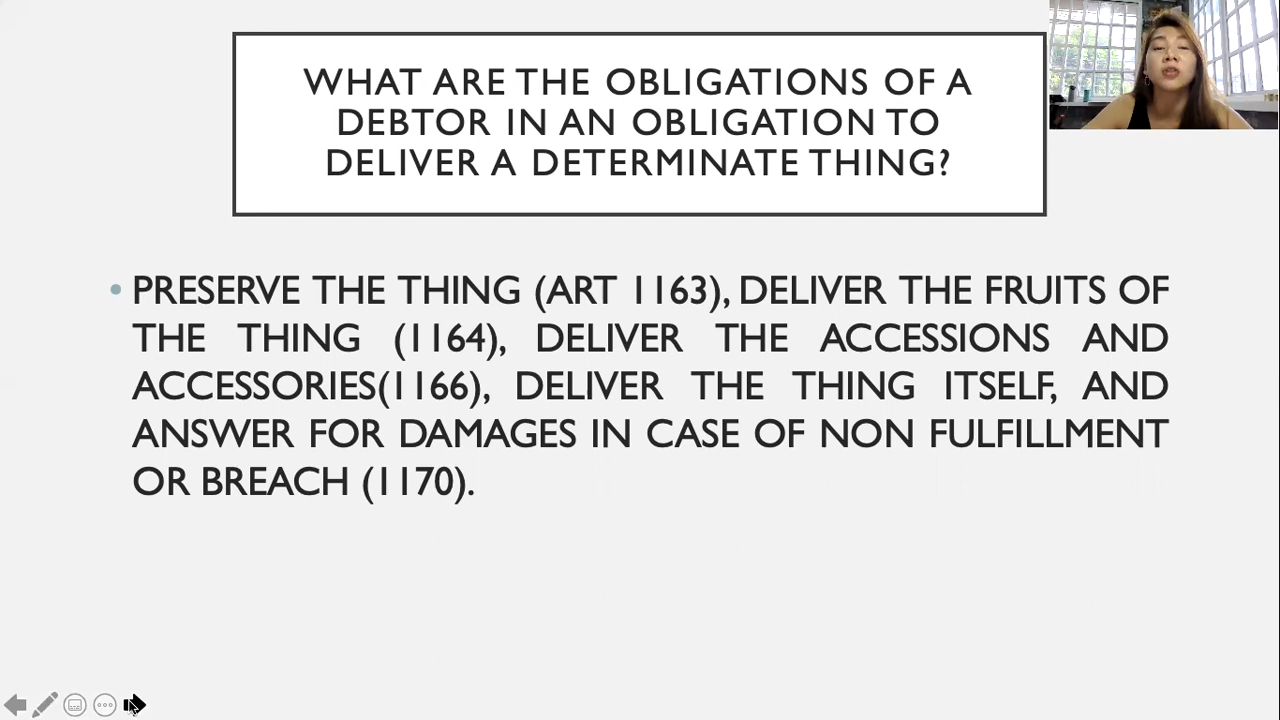 WHAT ARE THE OBLIGATIONS OF A
DEBTOR IN AN OBLIGATION TO
DELIVER A DETERMINATE THING?
• PRESERVE THE THING (ART 1163), DELIVER THE FRUITS OF
THE THING (1164), DELIVER THE ACCESSIONS AND
ACCESSORIES(1166), DELIVER THE THING ITSELF, AND
ANSWER FOR DAMAGES IN CASE OF NON FULFILLMENT
OR BREACH (1170).